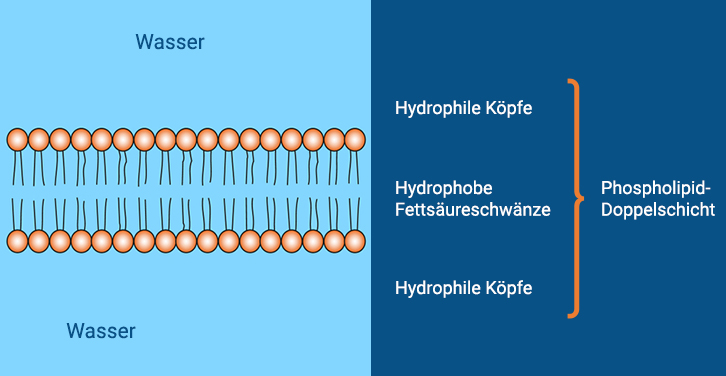 Wasser
Hydrophile Köpfe
Hydrophobe
Fettsäureschwänze
Phospholipid-
Doppelschicht
Hydrophile Köpfe
Wasser